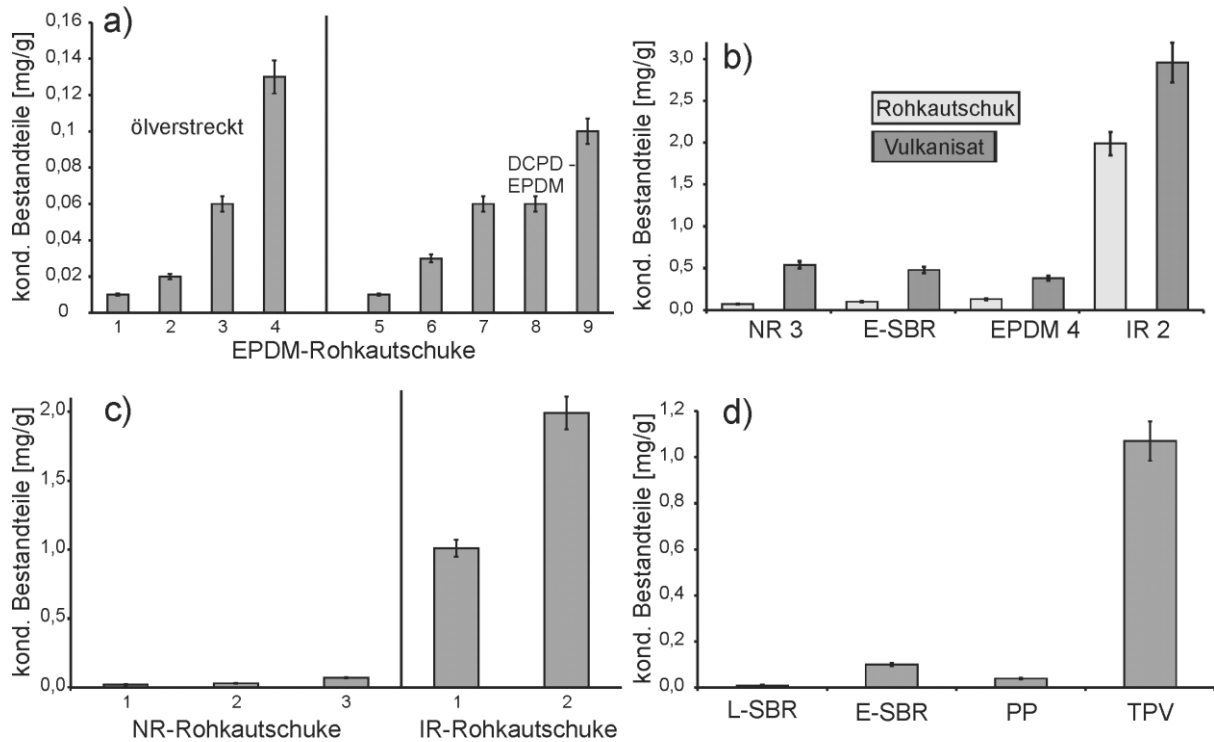 a)
kond. Bestandteile [mg/g]
0,16
0,14
0,12
0,1
0,08
0,06
0,04
0,02
0
ölverstreckt
DCPD -
EPDM
1 2 3 4 5 6 7 8 9
EPDM-Rohkautschuke
b)
kond. Bestandteile [mg/g]
3,0
2,5
2,0
1,5
1,0
0,5
0,0
Rohkautschuk
Vulkanisat
NR 3 E-SBR EPDM 4 IR 2
c)
kond. Bestandteile [mg/g]
2,0
1,5
1,0
0,5
0,0
1 2 3 1 2
NR-Rohkautschuke IR-Rohkautschuke
d)
kond. Bestandteile [mg/g]
1,2
1,0
0,8
0,6
0,4
0,2
0,0
L-SBR E-SBR PP TPV